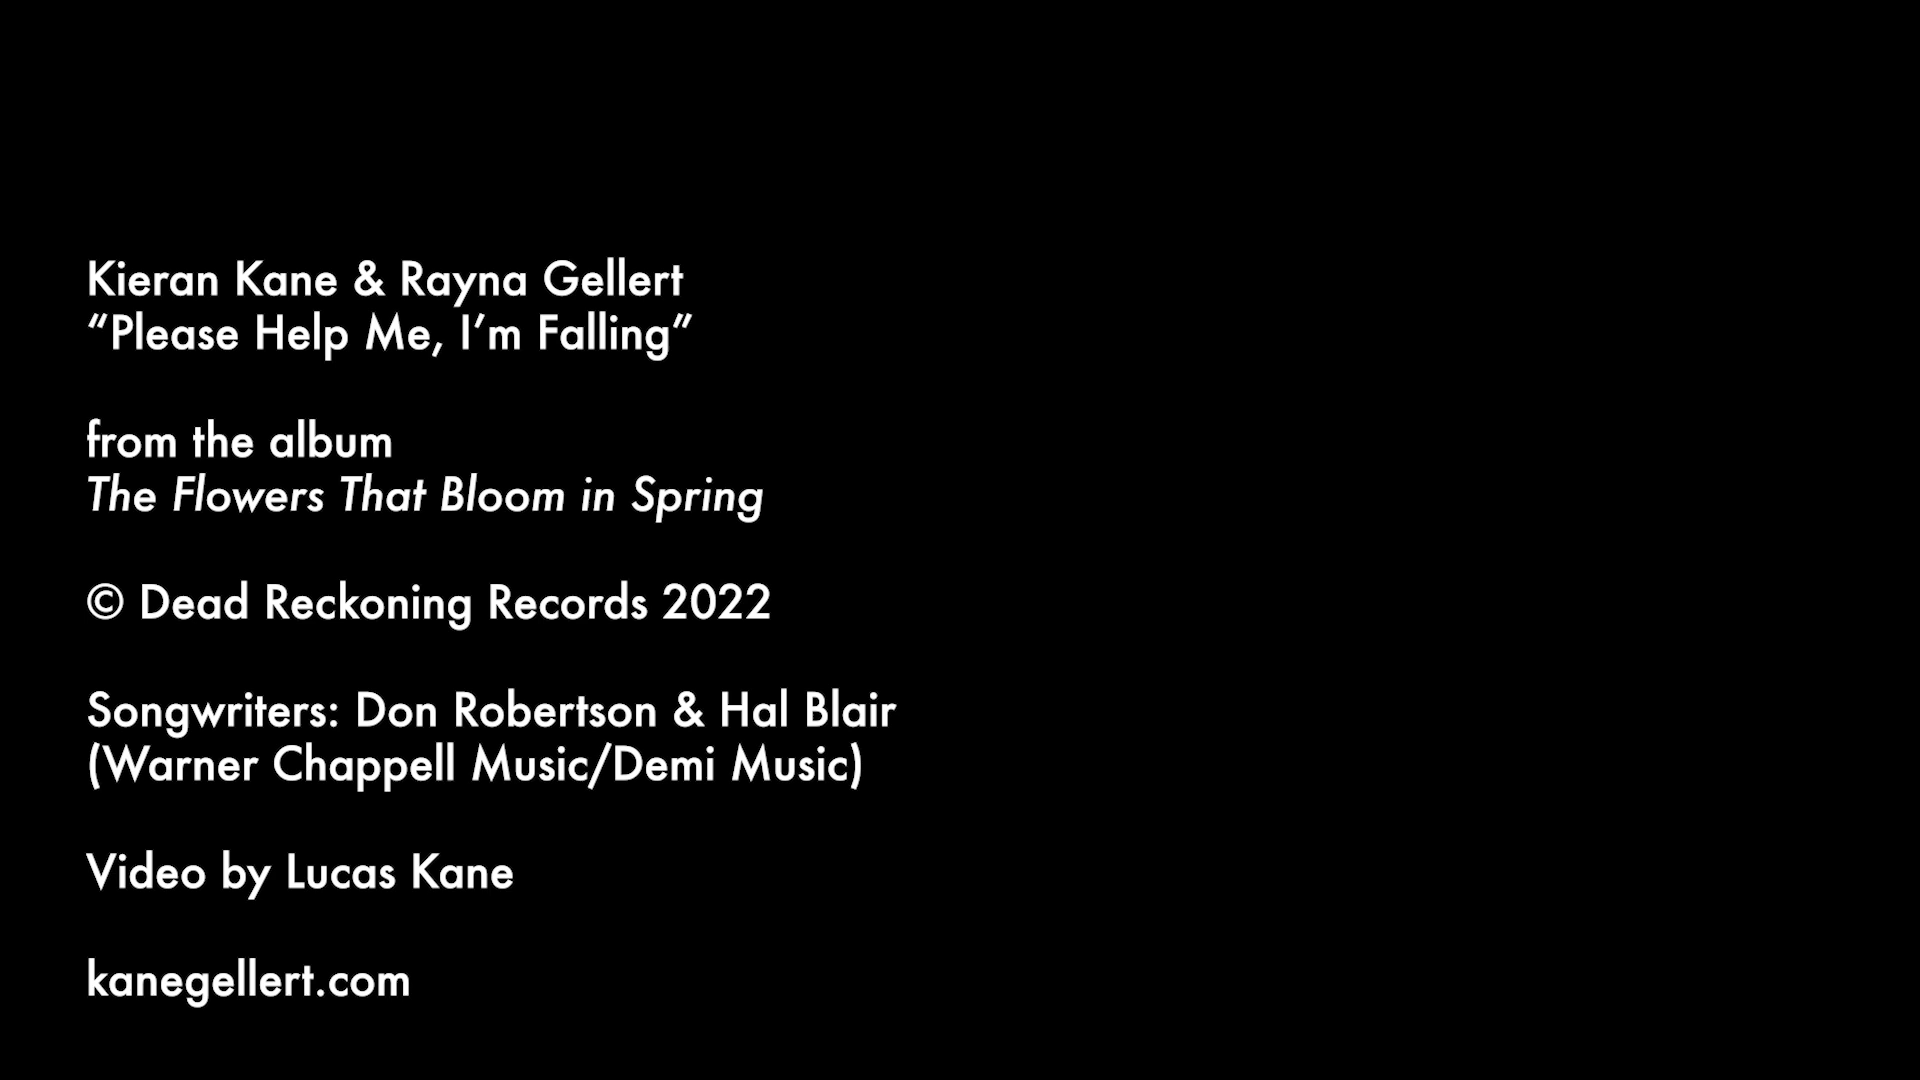 Kieran Kane & Rayna Gellert
“Please Help Me, I’m Falling”
from the album
The Flowers That Bloom in Spring
© Dead Reckoning Records 2022
Songwriters: Don Robertson & Hal Blair
(Warner Chappell Music/Demi Music)
Video by Lucas Kane
kanegellert.com